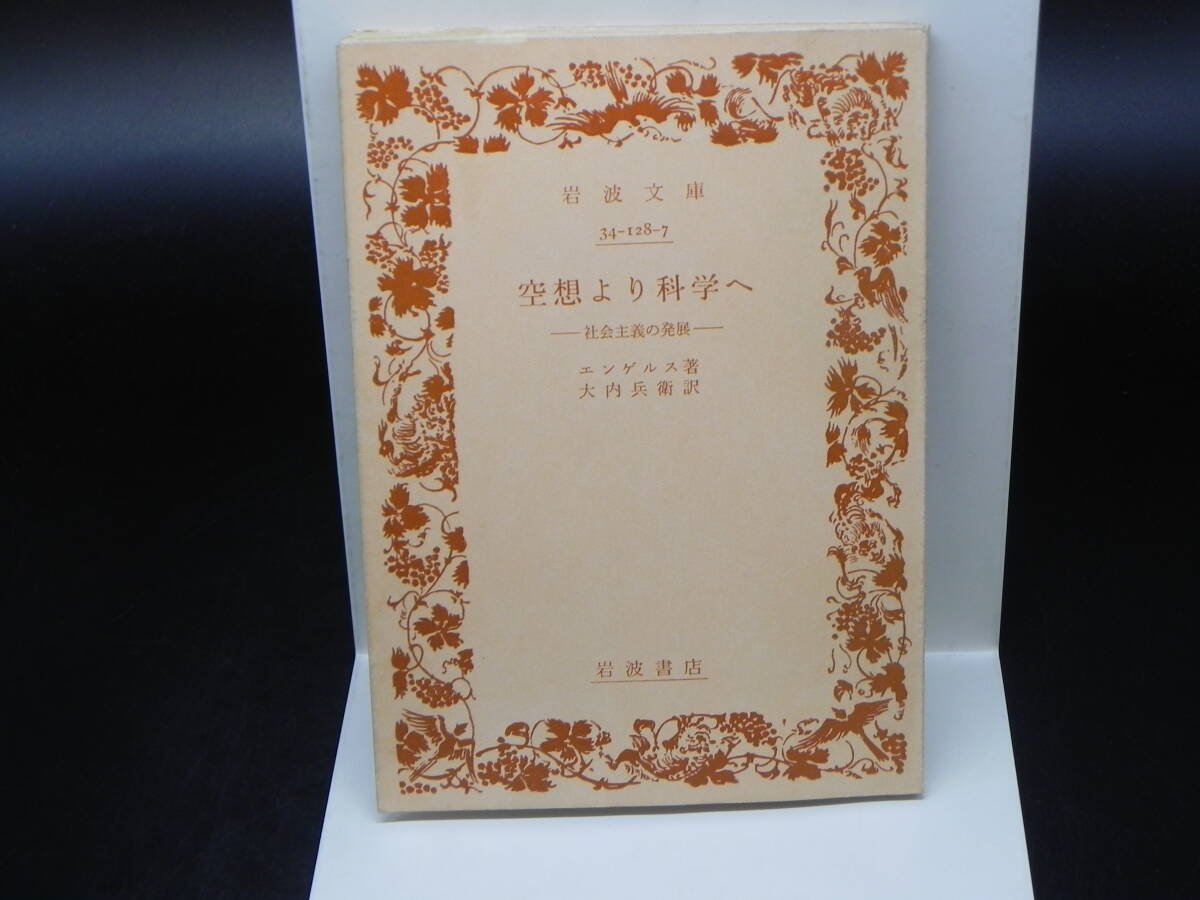 岩波文庫
34-128-7
空想より科学へ
——社会主義の発展——
エンゲルス著
大内兵衛訳
岩波書店